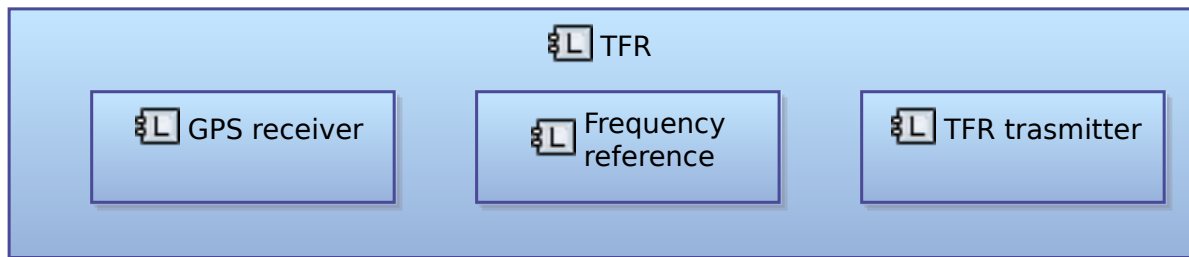 TFR
GPS receiver
Frequency
reference
TFR trasmitter